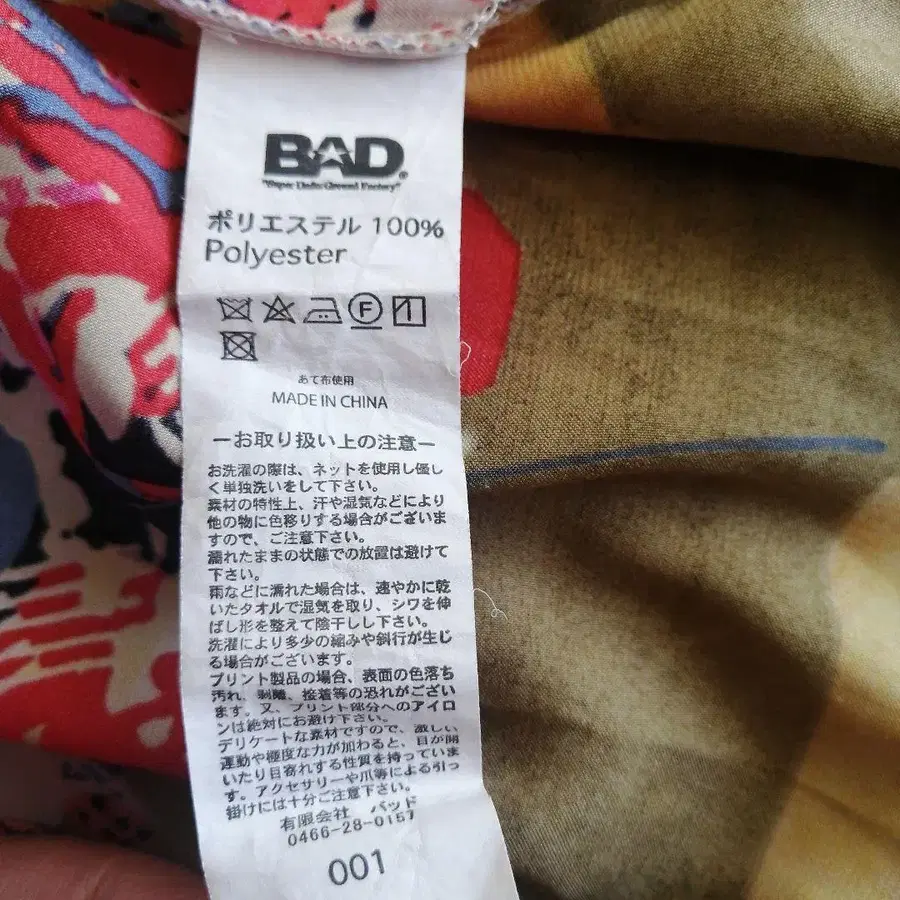 BAD
"Super Under Ground Factory"
ポリエステル 100%
Polyester
F
あて布使用
MADE IN CHINA
ーお取り扱い上の注意ー
お洗濯の際は、ネットを使用し優し
く単独洗いをして下さい。
素材の特性上、汗や湿気などにより
他の物に色移りする場合がございま
すので、ご注意下さい。
濡れたままの状態での放置は避けて
下さい。
雨などに濡れた場合は、速やかに乾
いたタオルで湿気を取り、シワを伸
ばし形を整えて陰干しし下さい。
洗濯により多少の縮みや斜行が生じ
る場合がございます。
プリント製品の場合、表面の色落ち
汚れ、剥離、接着等の恐れがござい
ます。又、プリント部分へのアイロ
ンは絶対にお避け下さい。
デリケートな素材ですので、激しい
運動や極度な力が加わると、目が開
いたり目寄れする性質を持っていま
す。アクセサリーや爪等による引っ
掛けには十分ご注意下さい。
有限会社 バッド
0466-28-0157
001